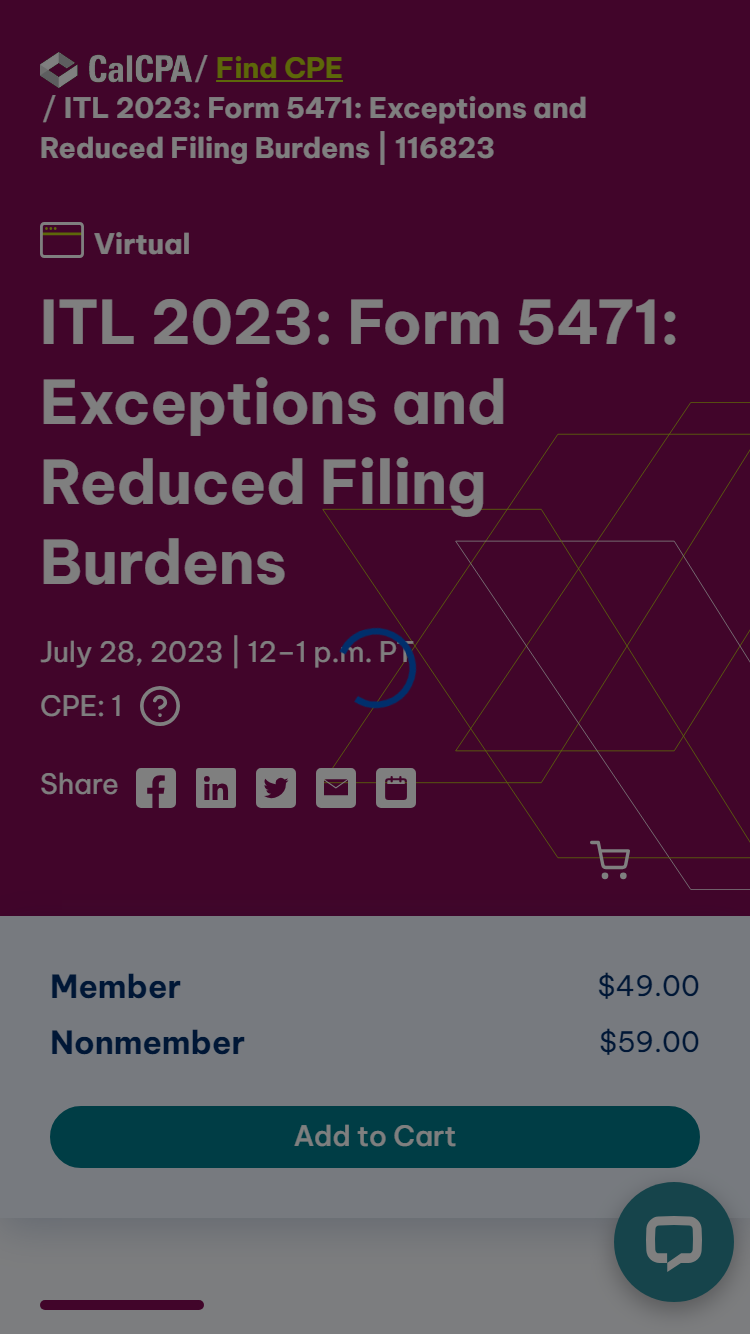 CalCPA / Find CPE
/ ITL 2023: Form 5471: Exceptions and
Reduced Filing Burdens | 116823
Virtual
ITL 2023: Form 5471:
Exceptions and
Reduced Filing
Burdens
July 28, 2023 | 12–1 p.m. PT
CPE: 1 ?
Share
Member $49.00
Nonmember $59.00
Add to Cart